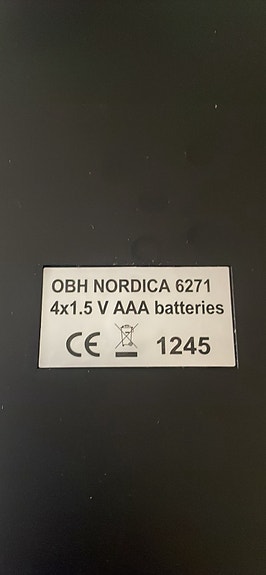 OBH NORDICA 6271
4x1.5 V AAA batteries
CE 1245